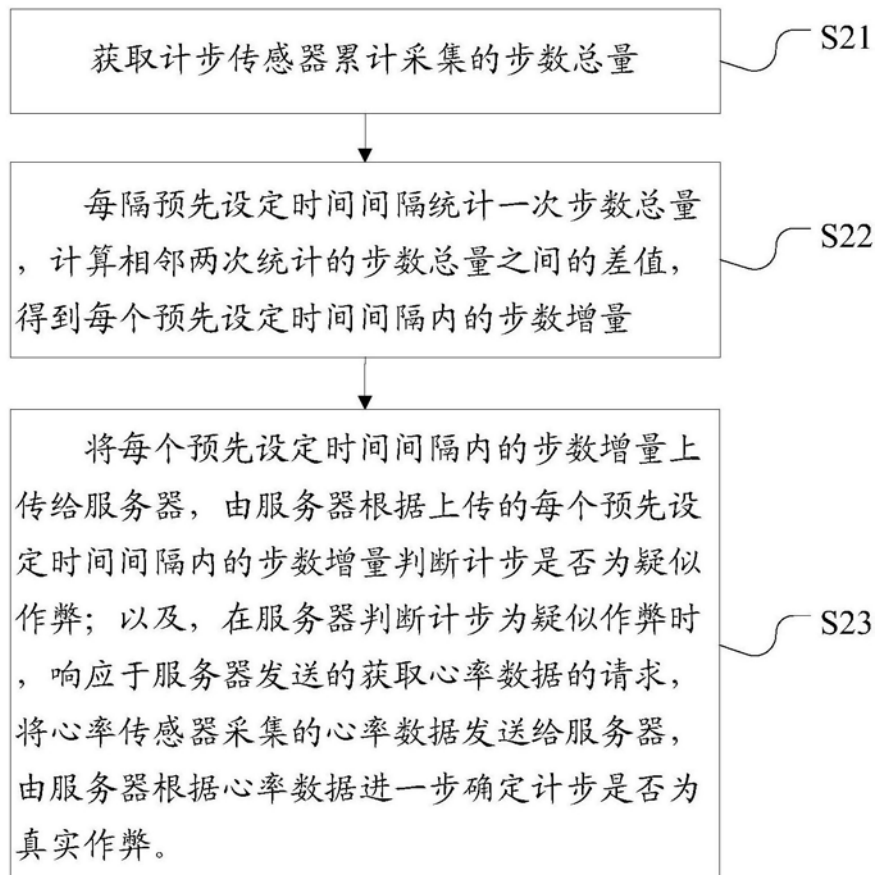 获取计步传感器累计采集的步数总量
S21
每隔预先设定时间间隔统计一次步数总量
，计算相邻两次统计的步数总量之间的差值，
得到每个预先设定时间间隔内的步数增量
S22
将每个预先设定时间间隔内的步数增量上
传给服务器，由服务器根据上传的每个预先设
定时间间隔内的步数增量判断计步是否为疑似
作弊；以及，在服务器判断计步为疑似作弊时
，响应于服务器发送的获取心率数据的请求，
将心率传感器采集的心率数据发送给服务器，
由服务器根据心率数据进一步确定计步是否为
真实作弊。
S23